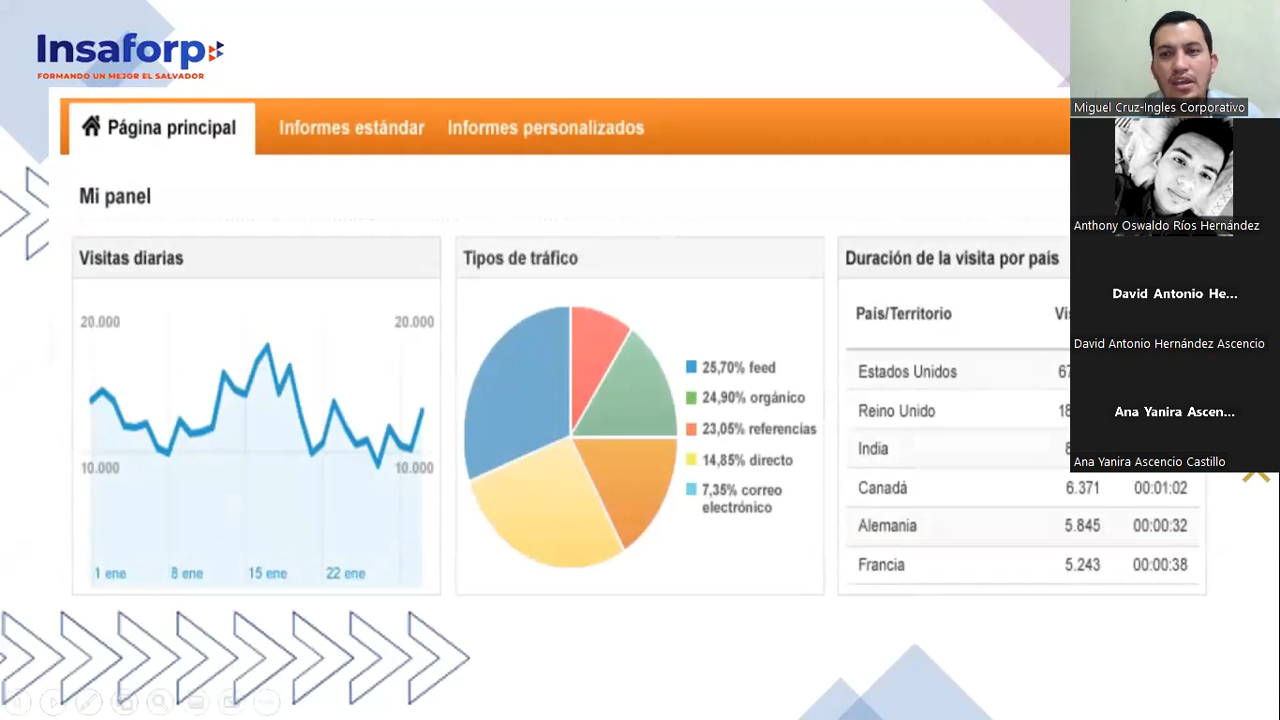 Insaforp
FORMANDO UN MEJOR EL SALVADOR
Página principal
Informes estándar
Informes personalizados
Mi panel
Visitas diarias
20.000
20.000
10.000
10.000
1 ene
8 ene
15 ene
22 ene
Tipos de tráfico
25,70% feed
24,90% orgánico
23,05% referencias
14,85% directo
7,35% correo
electrónico
Duración de la visita por país
País/Territorio
Estados Unidos
Reino Unido
India
Canadá 6.371 00:01:02
Alemania 5.845 00:00:32
Francia 5.243 00:00:38
Miguel Cruz-Ingles Corporativo
Anthony Oswaldo Ríos Hernández
David Antonio He...
David Antonio Hernández Ascencio
Ana Yanira Ascen...
Ana Yanira Ascencio Castillo